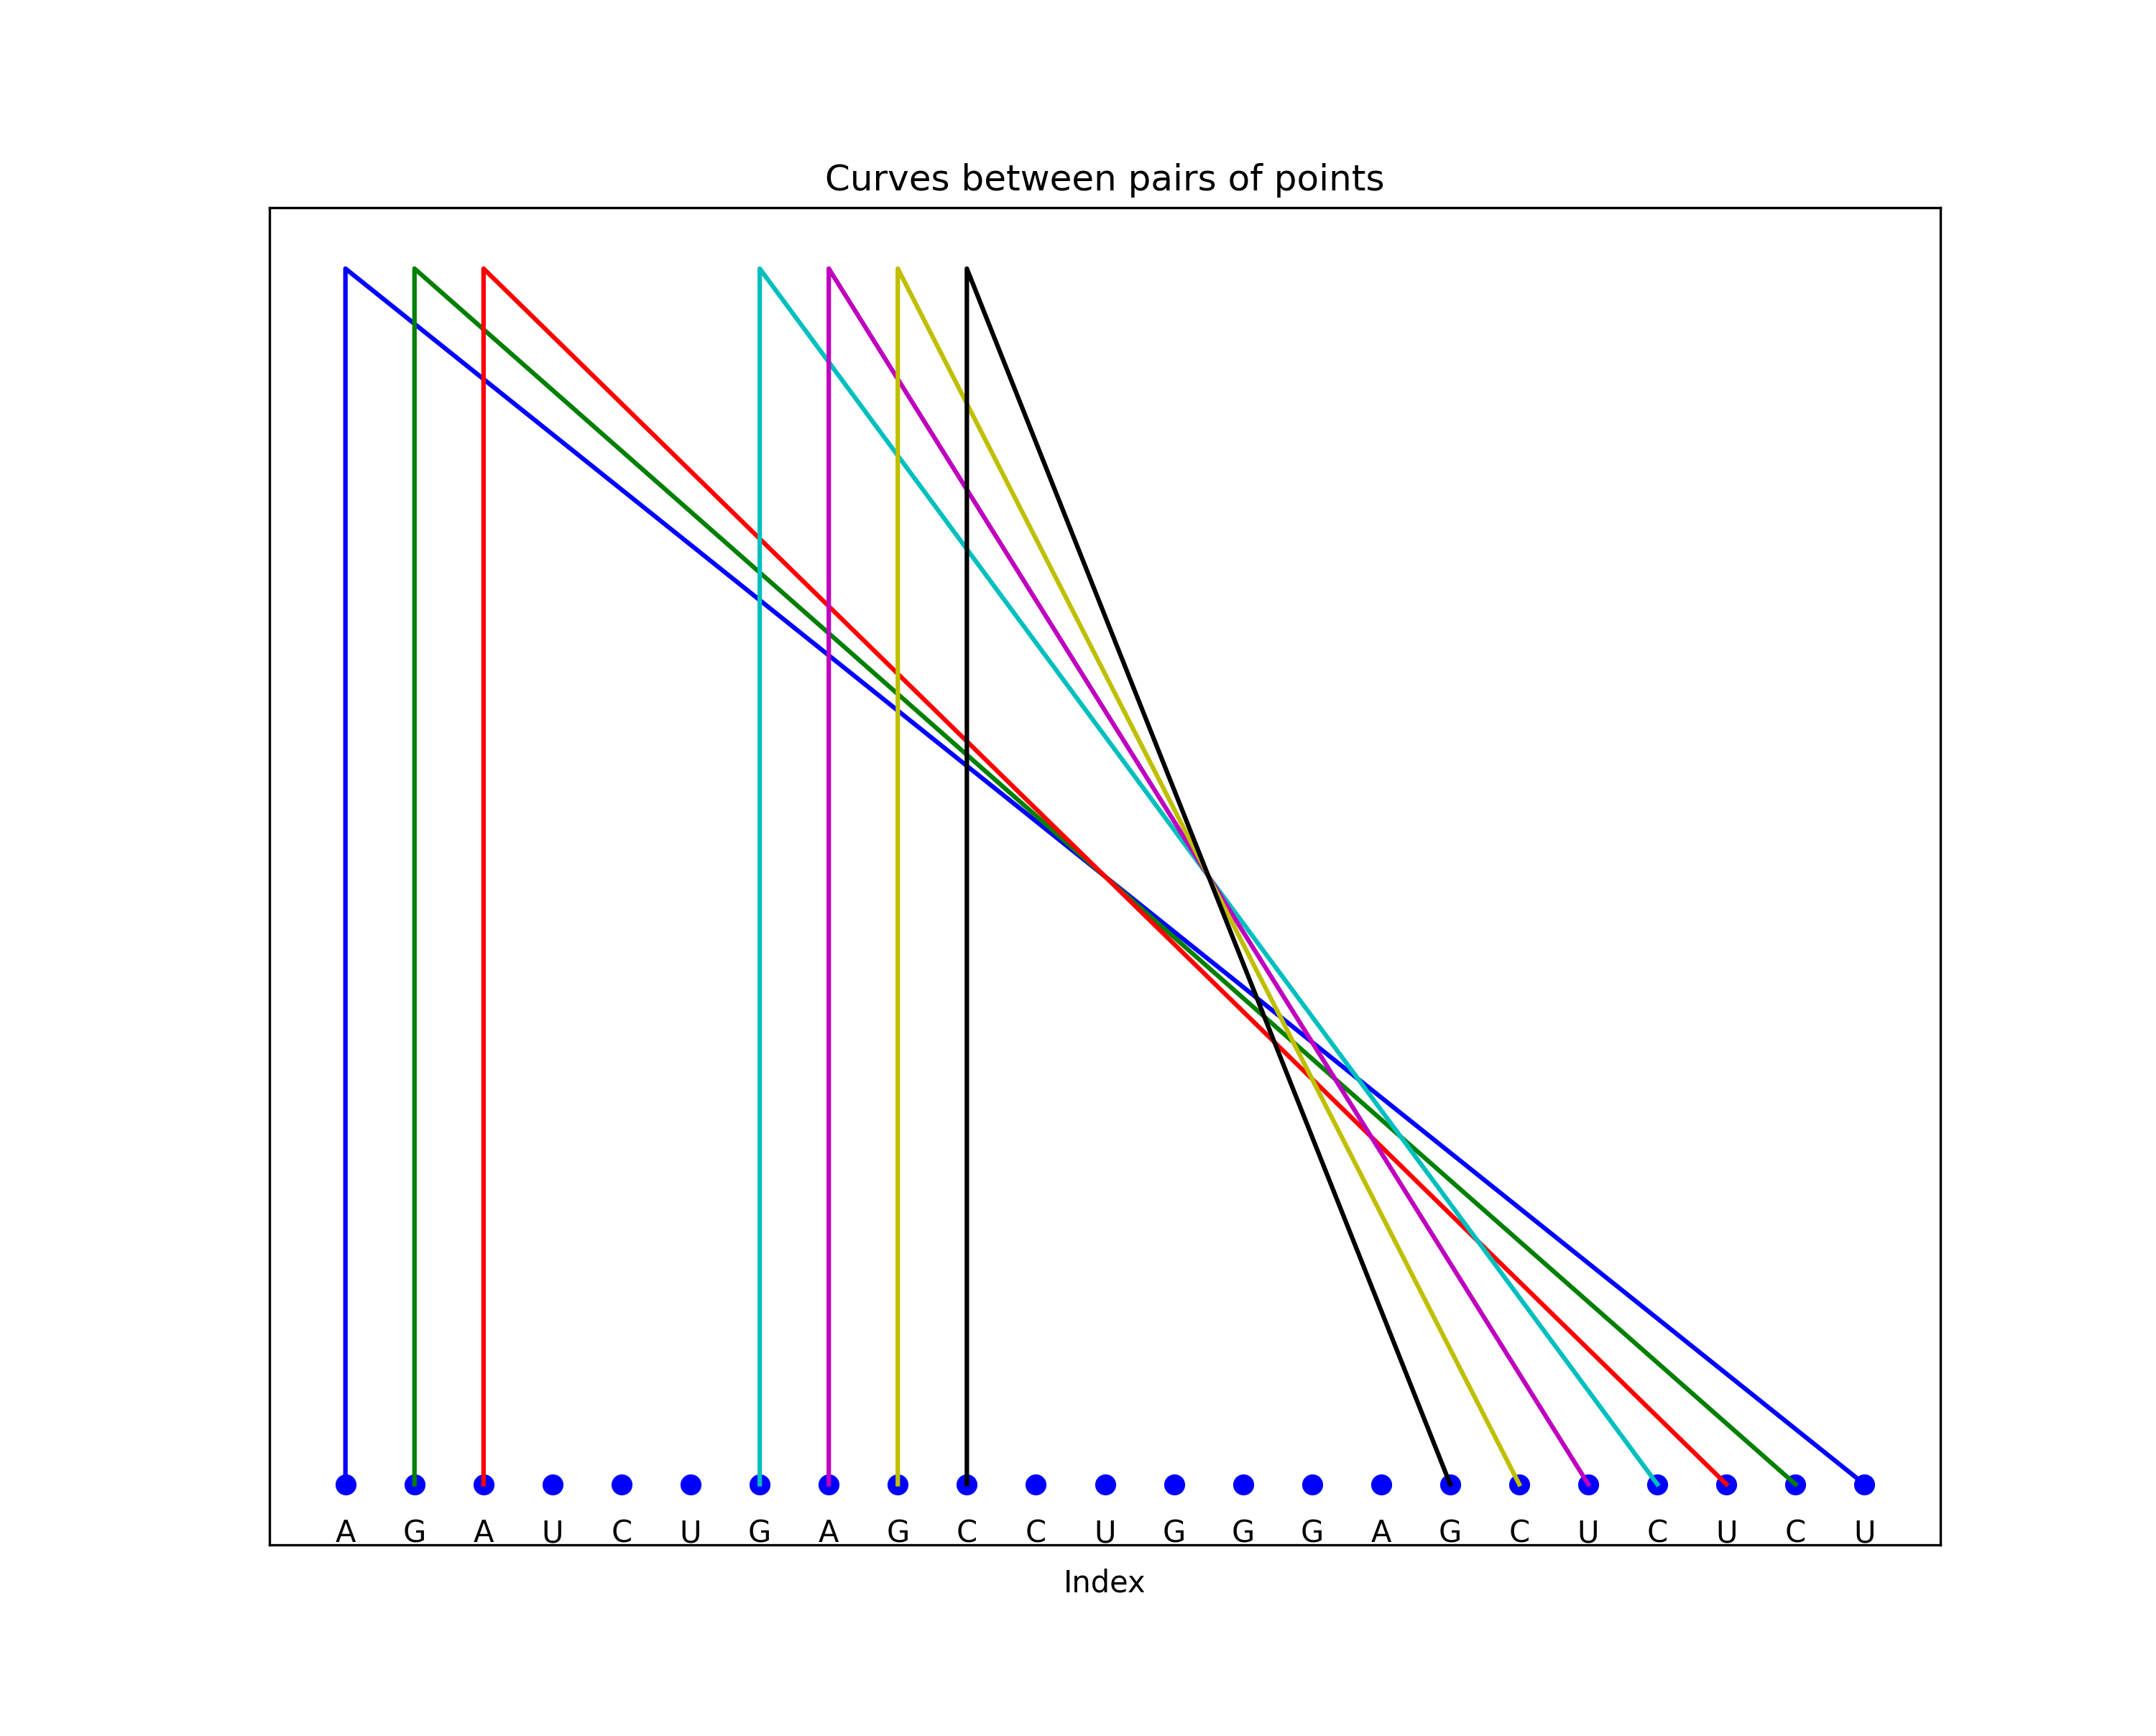 Curves between pairs of points
A G A U C U G A G C C U G G G A G C U C U C U
Index